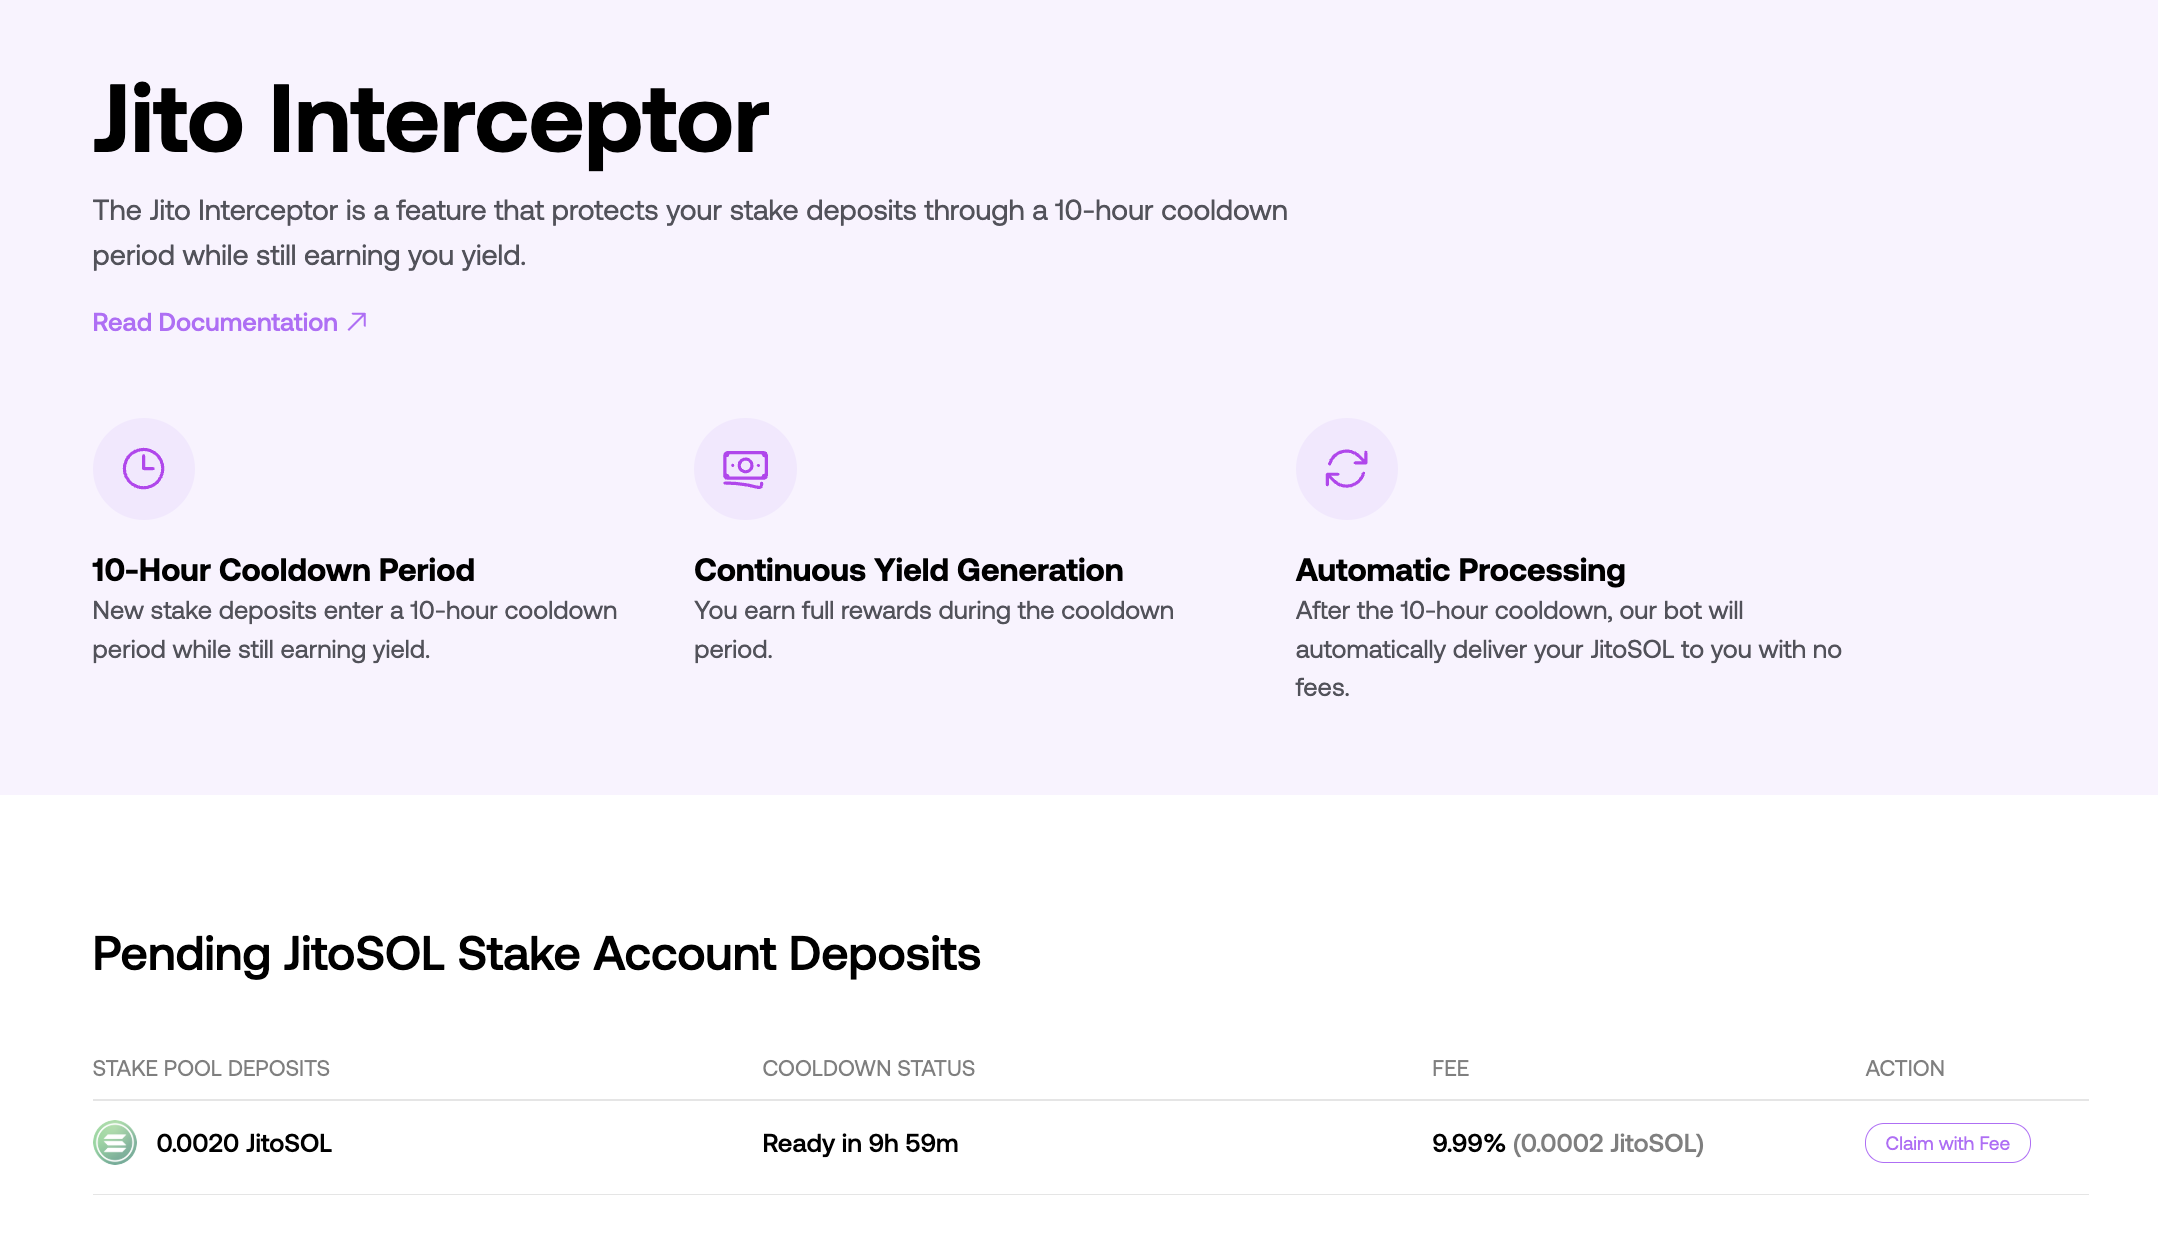 Jito Interceptor
The Jito Interceptor is a feature that protects your stake deposits through a 10-hour cooldown
period while still earning you yield.
Read Documentation
10-Hour Cooldown Period
New stake deposits enter a 10-hour cooldown
period while still earning yield.
Continuous Yield Generation
You earn full rewards during the cooldown
period.
Automatic Processing
After the 10-hour cooldown, our bot will
automatically deliver your JitoSOL to you with no
fees.
Pending JitoSOL Stake Account Deposits
STAKE POOL DEPOSITS COOLDOWN STATUS FEE ACTION
0.0020 JitoSOL Ready in 9h 59m 9.99% (0.0002 JitoSOL) Claim with Fee